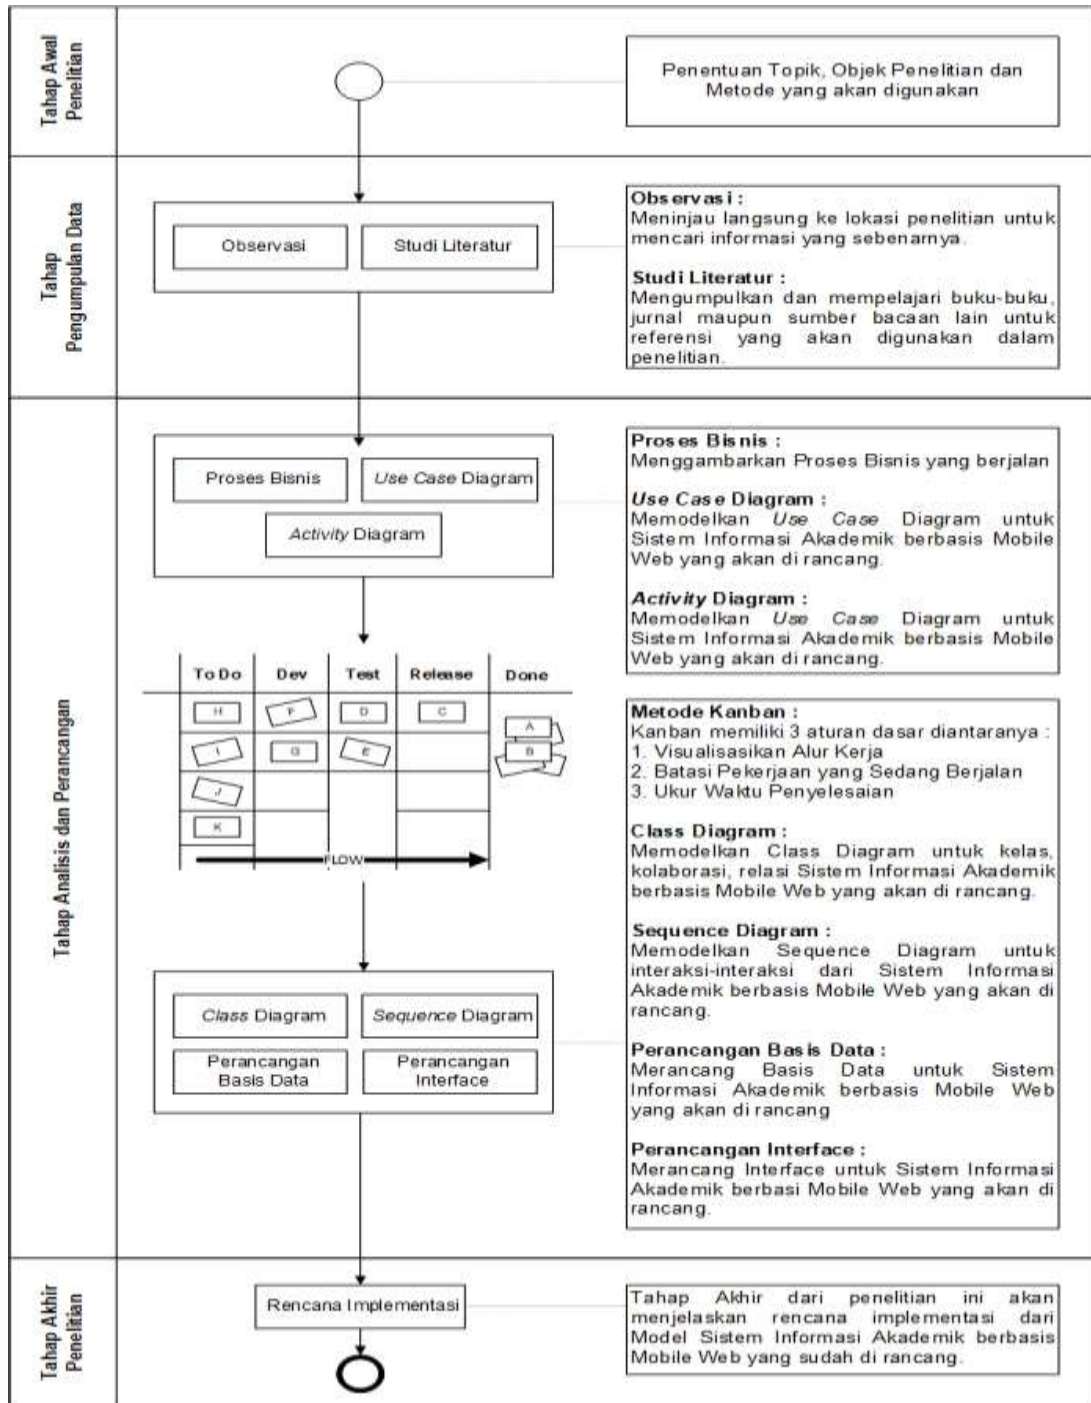 Tahap Awal
Penelitian
Penentuan Topik, Objek Penelitian dan
Metode yang akan digunakan
Tahap
Pengumpulan Data
Observasi
Studi Literatur
Observasi :
Meninjau langsung ke lokasi penelitian untuk
mencari informasi yang sebenarnya.
Studi Literatur :
Mengumpulkan dan mempelajari buku-buku,
jurnal maupun sumber bacaan lain untuk
referensi yang akan digunakan dalam
penelitian.
Tahap Analisis dan Perancangan
Proses Bisnis
Use Case Diagram
Activity Diagram
Proses Bisnis :
Menggambarkan Proses Bisnis yang berjalan
Use Case Diagram :
Memodelkan Use Case Diagram untuk
Sistem Informasi Akademik berbasis Mobile
Web yang akan di rancang.
Activity Diagram :
Memodelkan Use Case Diagram untuk
Sistem Informasi Akademik berbasis Mobile
Web yang akan di rancang.
To Do Dev Test Release Done
H F D C A
I G E B
J
K
FLOW
Metode Kanban :
Kanban memiliki 3 aturan dasar diantaranya :
1. Visualisasikan Alur Kerja
2. Batasi Pekerjaan yang Sedang Berjalan
3. Ukur Waktu Penyelesaian
Class Diagram :
Memodelkan Class Diagram untuk kelas,
kolaborasi, relasi Sistem Informasi Akademik
berbasis Mobile Web yang akan di rancang.
Sequence Diagram :
Memodelkan Sequence Diagram untuk
interaksi-interaksi dari Sistem Informasi
Akademik berbasis Mobile Web yang akan di
rancang.
Perancangan Basis Data :
Merancang Basis Data untuk Sistem
Informasi Akademik berbasis Mobile Web
yang akan di rancang
Perancangan Interface :
Merancang Interface untuk Sistem Informasi
Akademik berbasi Mobile Web yang akan di
rancang.
Class Diagram
Sequence Diagram
Perancangan
Basis Data
Perancangan
Interface
Tahap Akhir
Penelitian
Rencana Implementasi
Tahap Akhir dari penelitian ini akan
menjelaskan rencana implementasi dari
Model Sistem Informasi Akademik berbasis
Mobile Web yang sudah di rancang.